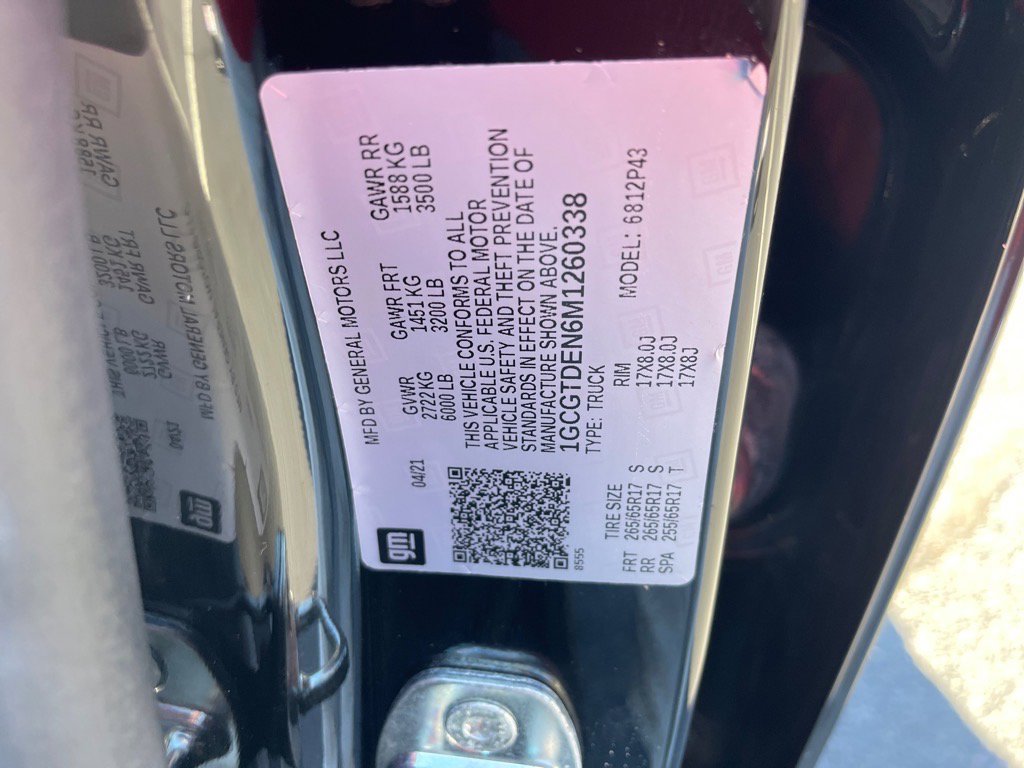 gm
04/21
MFD BY GENERAL MOTORS LLC
GVWR GAWR FRT GAWR RR
2722 KG 1451 KG 1588 KG
6000 LB 3200 LB 3500 LB
THIS VEHICLE CONFORMS TO ALL
APPLICABLE U.S. FEDERAL MOTOR
VEHICLE SAFETY AND THEFT PREVENTION
STANDARDS IN EFFECT ON THE DATE OF
MANUFACTURE SHOWN ABOVE.
1GCGTDEN6M1260338
8555
TYPE: TRUCK
MODEL: 6812P43
TIRE SIZE RIM
FRT 265/65R17 S 17X8.0J
RR 265/65R17 S 17X8.0J
SPA 255/65R17 T 17X8J